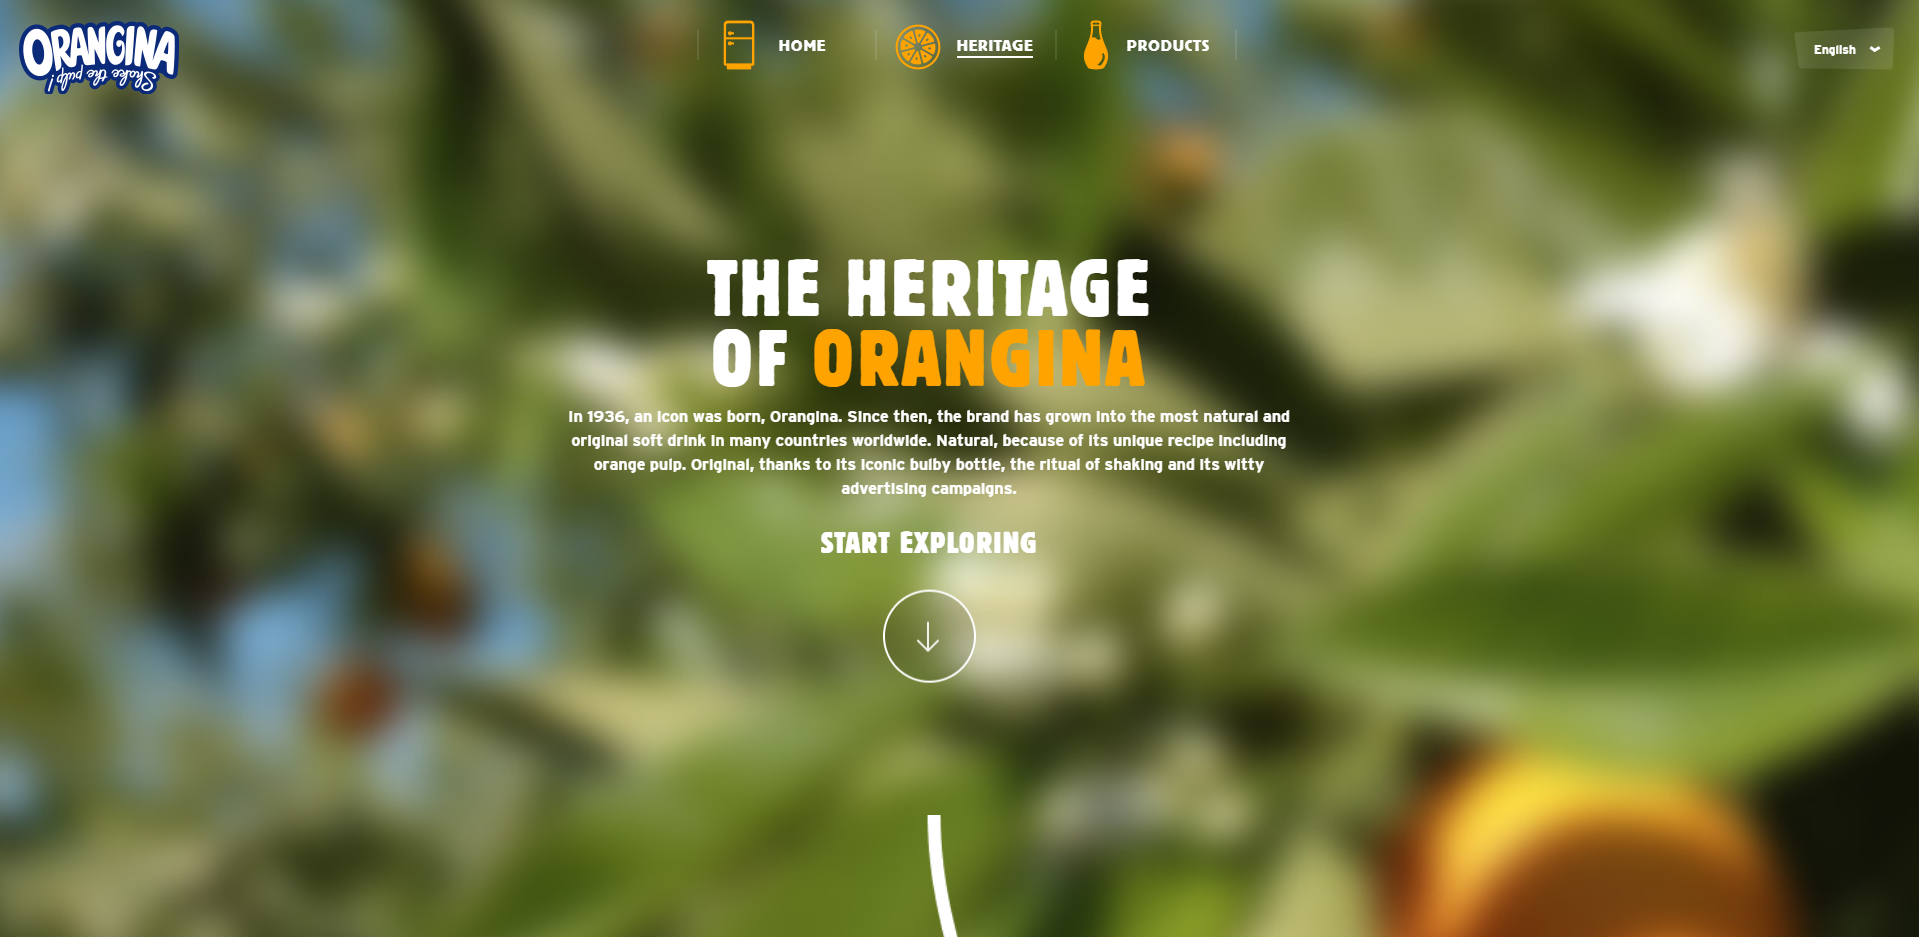 ORANGINA
Shake the pulp!
HOME
HERITAGE
PRODUCTS
English
THE HERITAGE
OF ORANGINA
In 1936, an icon was born, Orangina. Since then, the brand has grown into the most natural and
original soft drink in many countries worldwide. Natural, because of its unique recipe including
orange pulp. Original, thanks to its iconic bulby bottle, the ritual of shaking and its witty
advertising campaigns.
START EXPLORING